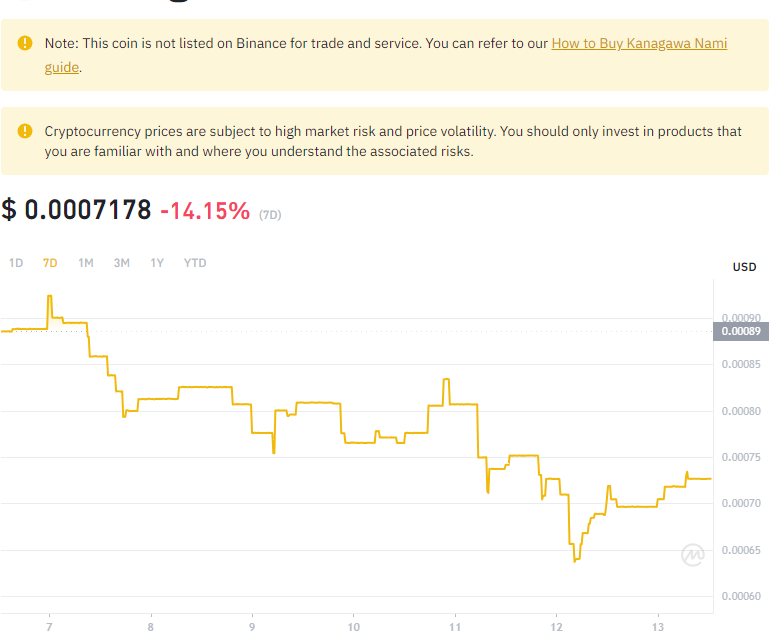 Note: This coin is not listed on Binance for trade and service. You can refer to our How to Buy Kanagawa Nami
guide.
Cryptocurrency prices are subject to high market risk and price volatility. You should only invest in products that
you are familiar with and where you understand the associated risks.
$ 0.0007178 -14.15% (7D)
1D 7D 1M 3M 1Y YTD
USD
0.00090
0.00089
0.00085
0.00080
0.00075
0.00070
0.00065
0.00060
7 8 9 10 11 12 13